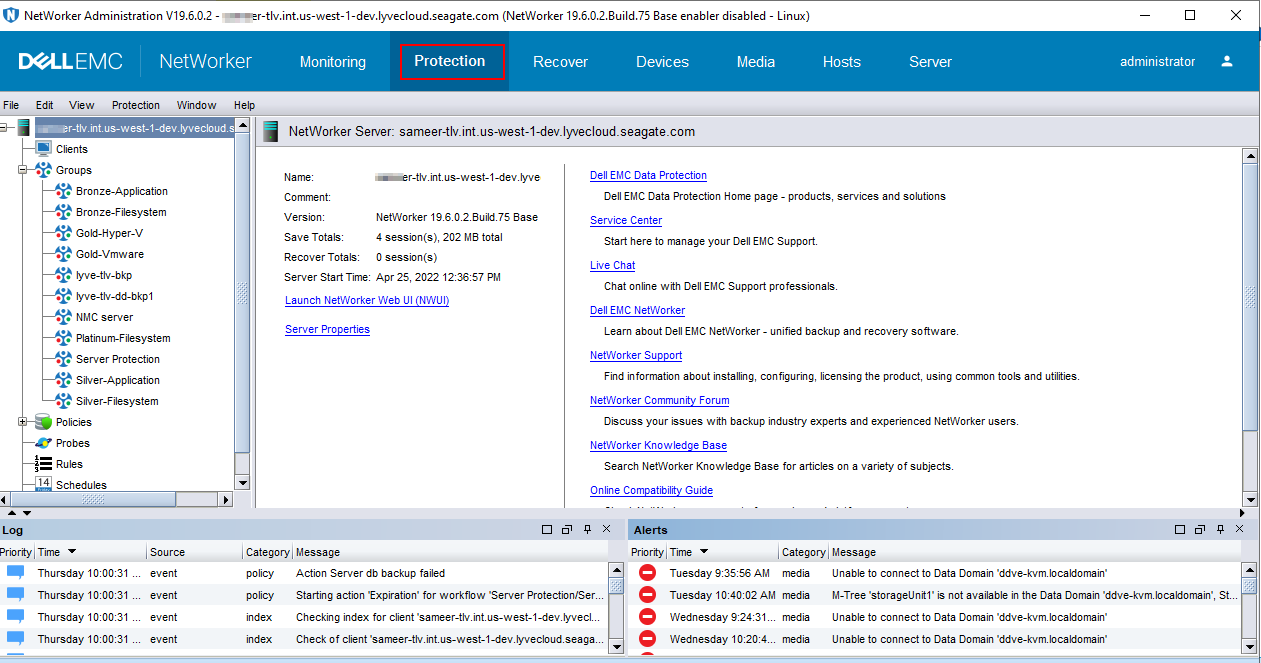 NetWorker Administration V19.6.0.2 - er-tlv.int.us-west-1-dev.lyvecloud.seagate.com (NetWorker 19.6.0.2.Build.75 Base enabler disabled - Linux)
DELLEMC NetWorker Monitoring Protection Recover Devices Media Hosts Server administrator
File Edit View Protection Window Help
er-tlv.int.us-west-1-dev.lyvecloud.s
Clients
Groups
Bronze-Application
Bronze-Filesystem
Gold-Hyper-V
Gold-Vmware
lyve-tlv-bkp
lyve-tlv-dd-bkp1
NMC server
Platinum-Filesystem
Server Protection
Silver-Application
Silver-Filesystem
Policies
Probes
Rules
14 Schedules
NetWorker Server: sameer-tlv.int.us-west-1-dev.lyvecloud.seagate.com
Name: er-tlv.int.us-west-1-dev.lyve
Comment:
Version: NetWorker 19.6.0.2.Build.75 Base
Save Totals: 4 session(s), 202 MB total
Recover Totals: 0 session(s)
Server Start Time: Apr 25, 2022 12:36:57 PM
Launch NetWorker Web UI (NWUI)
Server Properties
Dell EMC Data Protection
Dell EMC Data Protection Home page - products, services and solutions
Service Center
Start here to manage your Dell EMC Support.
Live Chat
Chat online with Dell EMC Support professionals.
Dell EMC NetWorker
Learn about Dell EMC NetWorker - unified backup and recovery software.
NetWorker Support
Find information about installing, configuring, licensing the product, using common tools and utilities.
NetWorker Community Forum
Discuss your issues with backup industry experts and experienced NetWorker users.
NetWorker Knowledge Base
Search NetWorker Knowledge Base for articles on a variety of subjects.
Online Compatibility Guide
Log
Priority Time Source Category Message
Thursday 10:00:31 ... event policy Action Server db backup failed
Thursday 10:00:31 ... event policy Starting action 'Expiration' for workflow 'Server Protection/Ser...
Thursday 10:00:31 ... event index Checking index for client 'sameer-tlv.int.us-west-1-dev.lyvecl...
Thursday 10:00:31 ... event index Check of client 'sameer-tlv.int.us-west-1-dev.lyvecloud.seaga...
Alerts
Priority Time Category Message
Tuesday 9:35:56 AM media Unable to connect to Data Domain 'ddve-kvm.localdomain'
Tuesday 10:40:02 AM media M-Tree 'storageUnit1' is not available in the Data Domain 'ddve-kvm.localdomain', St...
Wednesday 9:24:31... media Unable to connect to Data Domain 'ddve-kvm.localdomain'
Wednesday 10:20:4... media Unable to connect to Data Domain 'ddve-kvm.localdomain'